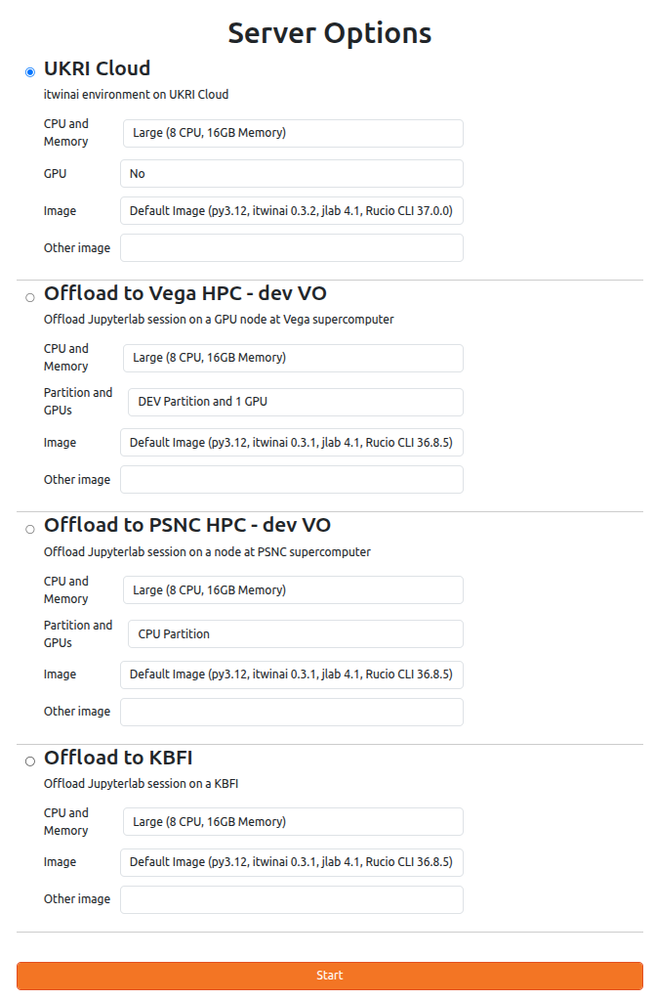 Server Options
UKRI Cloud
itwinai environment on UKRI Cloud
CPU and
Memory
Large (8 CPU, 16GB Memory)
GPU
No
Image
Default Image (py3.12, itwinai 0.3.2, jlab 4.1, Rucio CLI 37.0.0)
Other image
Offload to Vega HPC - dev VO
Offload Jupyterlab session on a GPU node at Vega supercomputer
CPU and
Memory
Large (8 CPU, 16GB Memory)
Partition and
GPUs
DEV Partition and 1 GPU
Image
Default Image (py3.12, itwinai 0.3.1, jlab 4.1, Rucio CLI 36.8.5)
Other image
Offload to PSNC HPC - dev VO
Offload Jupyterlab session on a node at PSNC supercomputer
CPU and
Memory
Large (8 CPU, 16GB Memory)
Partition and
GPUs
CPU Partition
Image
Default Image (py3.12, itwinai 0.3.1, jlab 4.1, Rucio CLI 36.8.5)
Other image
Offload to KBFI
Offload Jupyterlab session on a KBFI
CPU and
Memory
Large (8 CPU, 16GB Memory)
Image
Default Image (py3.12, itwinai 0.3.1, jlab 4.1, Rucio CLI 36.8.5)
Other image
Start